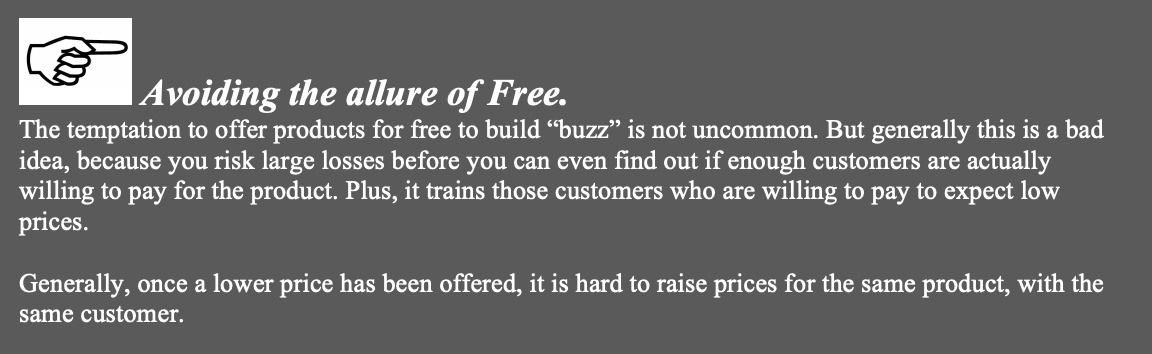 Avoiding the allure of Free.
The temptation to offer products for free to build “buzz” is not uncommon. But generally this is a bad
idea, because you risk large losses before you can even find out if enough customers are actually
willing to pay for the product. Plus, it trains those customers who are willing to pay to expect low
prices.
Generally, once a lower price has been offered, it is hard to raise prices for the same product, with the
same customer.